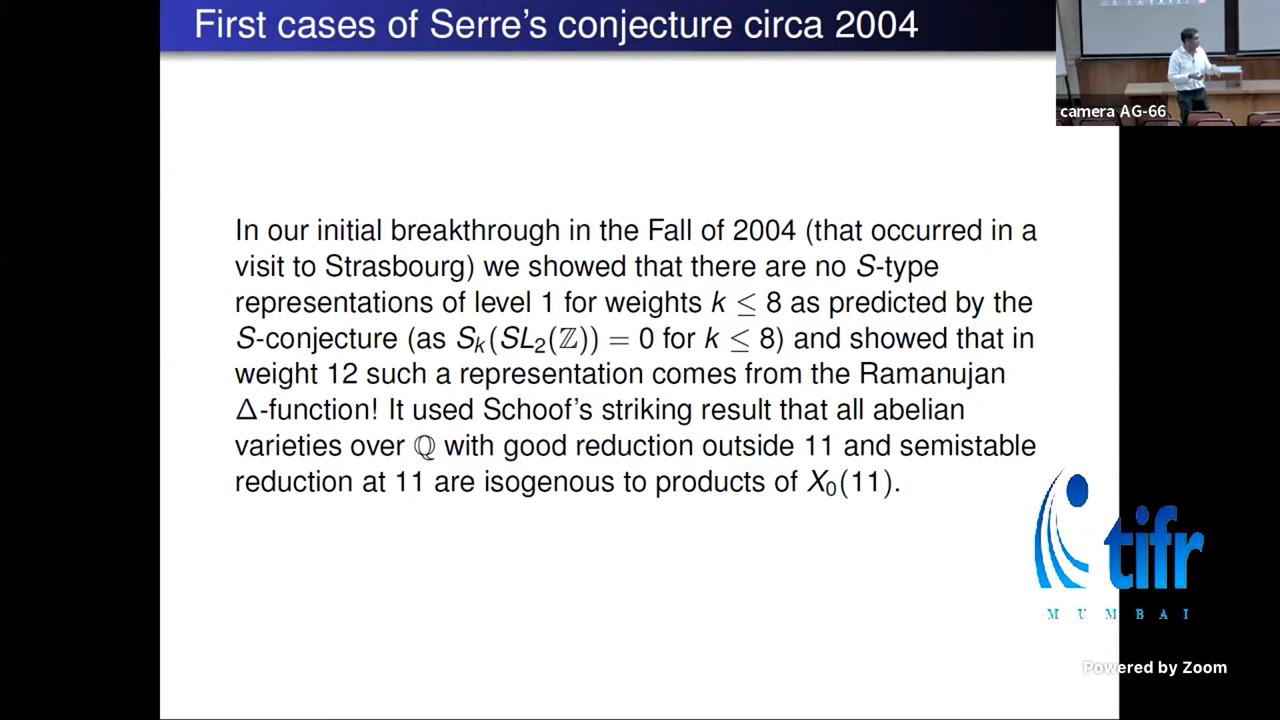 First cases of Serre's conjecture circa 2004
camera AG-66
In our initial breakthrough in the Fall of 2004 (that occurred in a
visit to Strasbourg) we showed that there are no S-type
representations of level 1 for weights k ≤ 8 as predicted by the
S-conjecture (as Sₖ(SL₂(ℤ)) = 0 for k ≤ 8) and showed that in
weight 12 such a representation comes from the Ramanujan
Δ-function! It used Schoof's striking result that all abelian
varieties over ℚ with good reduction outside 11 and semistable
reduction at 11 are isogenous to products of X₀(11).
tifr
MUMBAI
Powered by Zoom